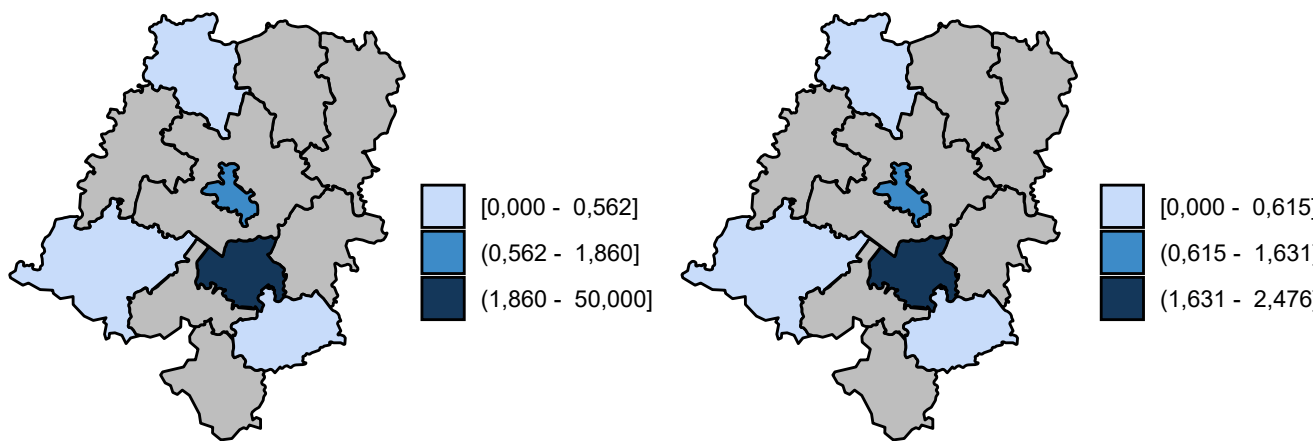 [0,000 - 0,562]
(0,562 - 1,860]
(1,860 - 50,000]
[0,000 - 0,615]
(0,615 - 1,631]
(1,631 - 2,476]